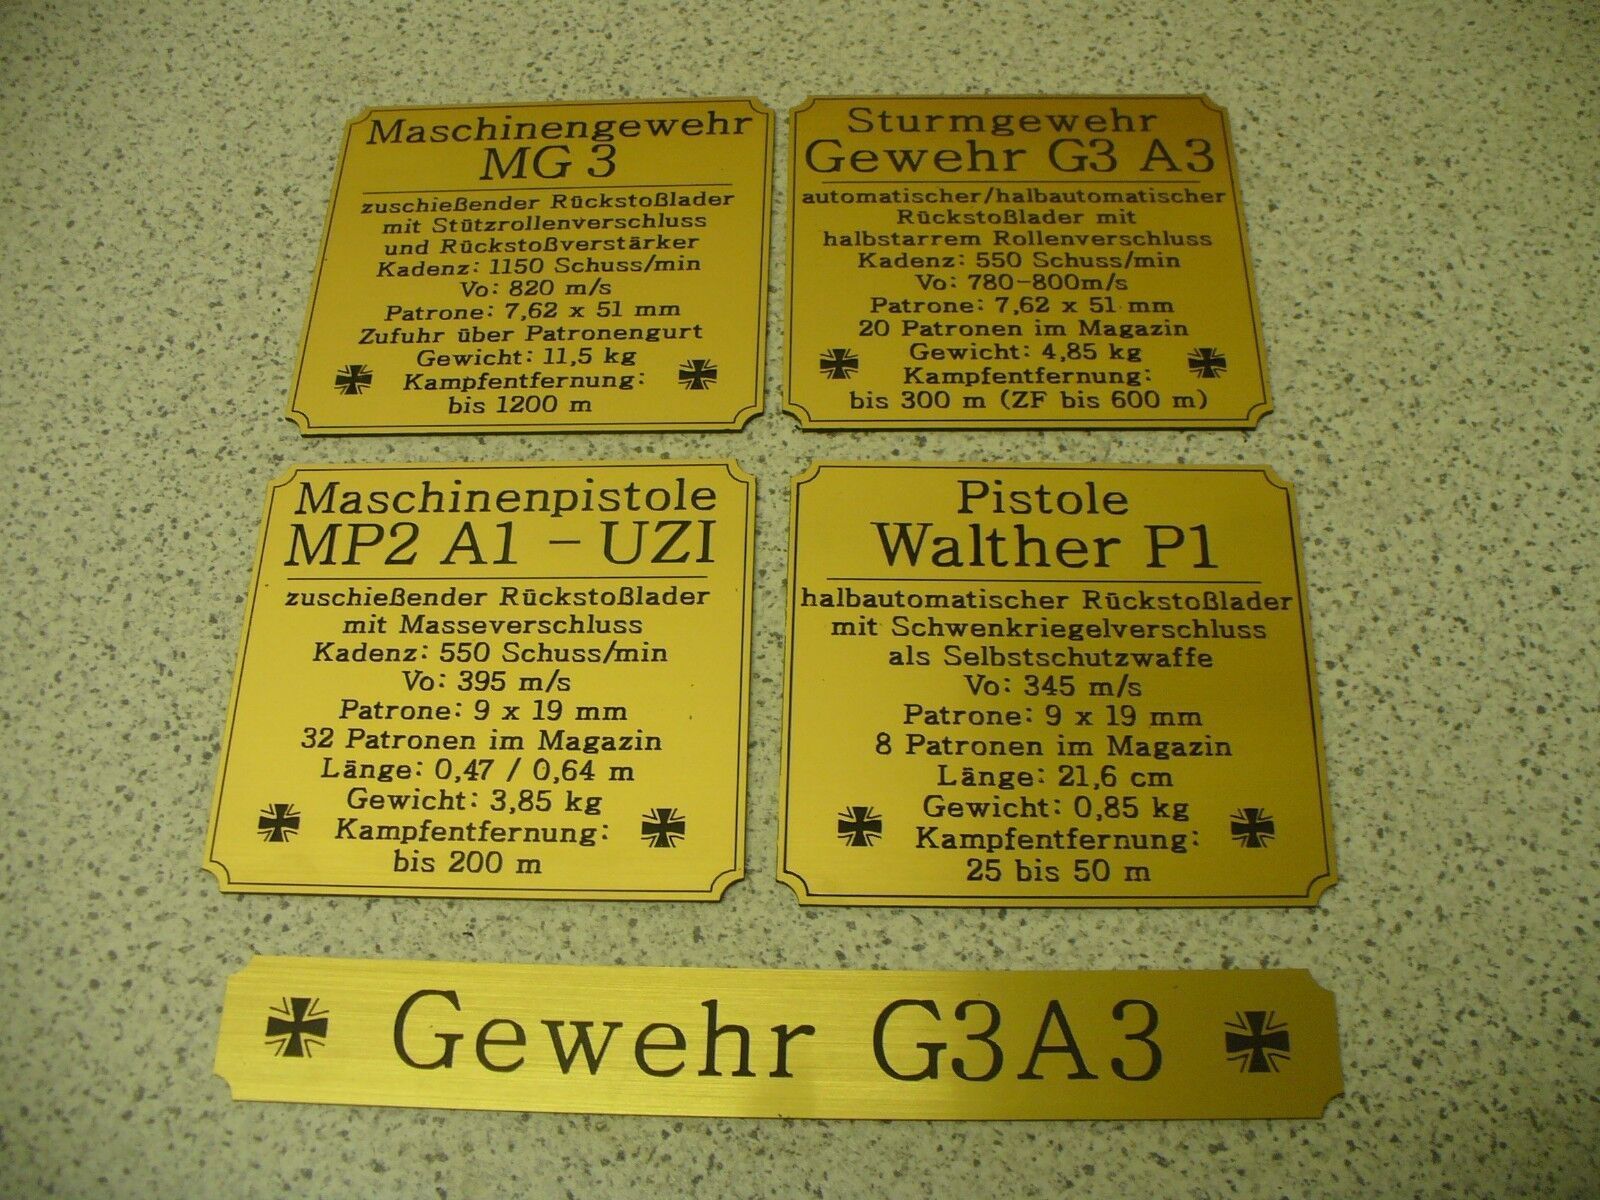 Maschinengewehr
MG 3
zuschießender Rückstoßlader
mit Stützrollenverschluss
und Rückstoßverstärker
Kadenz: 1150 Schuss/min
Vo: 820 m/s
Patrone: 7,62 x 51 mm
Zufuhr über Patronengurt
Gewicht: 11,5 kg
Kampfentfernung:
bis 1200 m
Sturmgewehr
Gewehr G3 A3
automatischer/halbautomatischer
Rückstoßlader mit
halbstarrem Rollenverschluss
Kadenz: 550 Schuss/min
Vo: 780-800m/s
Patrone: 7,62 x 51 mm
20 Patronen im Magazin
Gewicht: 4,85 kg
Kampfentfernung:
bis 300 m (ZF bis 600 m)
Maschinenpistole
MP2 A1 - UZI
zuschießender Rückstoßlader
mit Masseverschluss
Kadenz: 550 Schuss/min
Vo: 395 m/s
Patrone: 9 x 19 mm
32 Patronen im Magazin
Länge: 0,47 / 0,64 m
Gewicht: 3,85 kg
Kampfentfernung:
bis 200 m
Pistole
Walther P1
halbautomatischer Rückstoßlader
mit Schwenkriegelverschluss
als Selbstschutzwaffe
Vo: 345 m/s
Patrone: 9 x 19 mm
8 Patronen im Magazin
Länge: 21,6 cm
Gewicht: 0,85 kg
Kampfentfernung:
25 bis 50 m
Gewehr G3A3